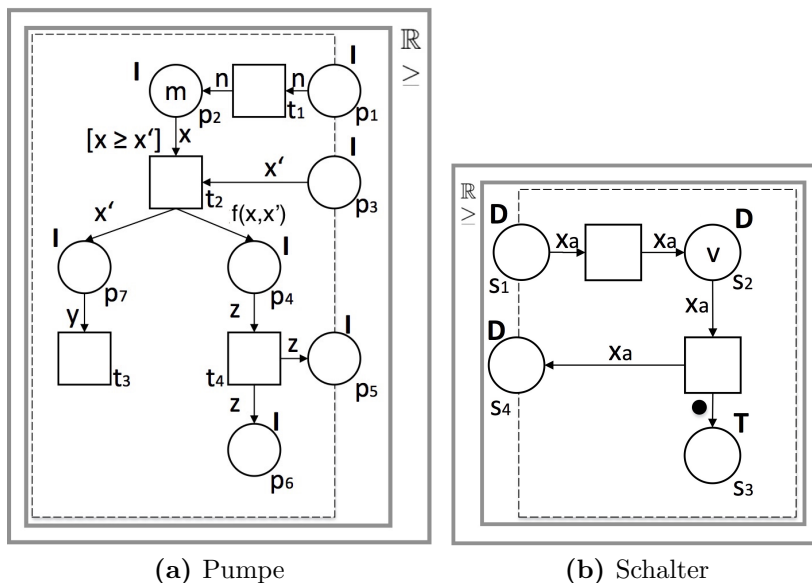 ℝ
≥
I
I
n
n
m
t1
p1
p2
[x ≥ x‘]
x
I
x‘
t2
p3
x‘
f(x,x’)
I
I
p7
p4
y
z
I
z
t3
t4
p5
z
I
p6
(a) Pumpe
ℝ
≥
D
D
xa
xa
v
s1
s2
xa
D
xa
s4
T
s3
(b) Schalter